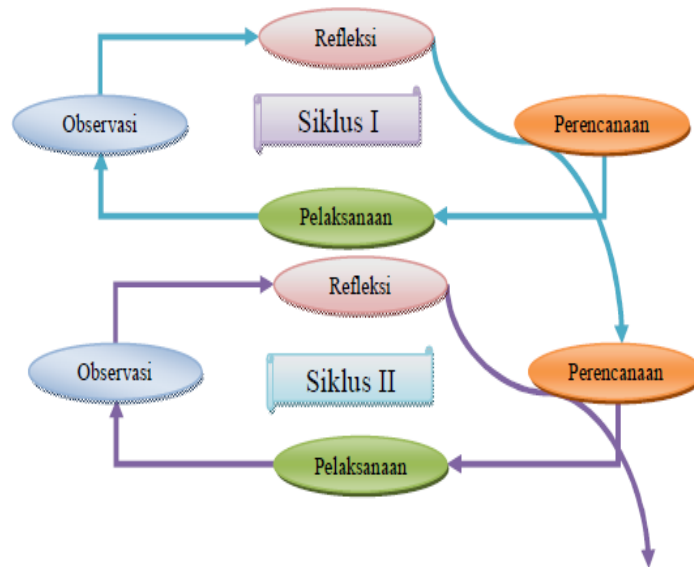 Refleksi
Observasi
Siklus I
Perencanaan
Pelaksanaan
Refleksi
Observasi
Siklus II
Perencanaan
Pelaksanaan